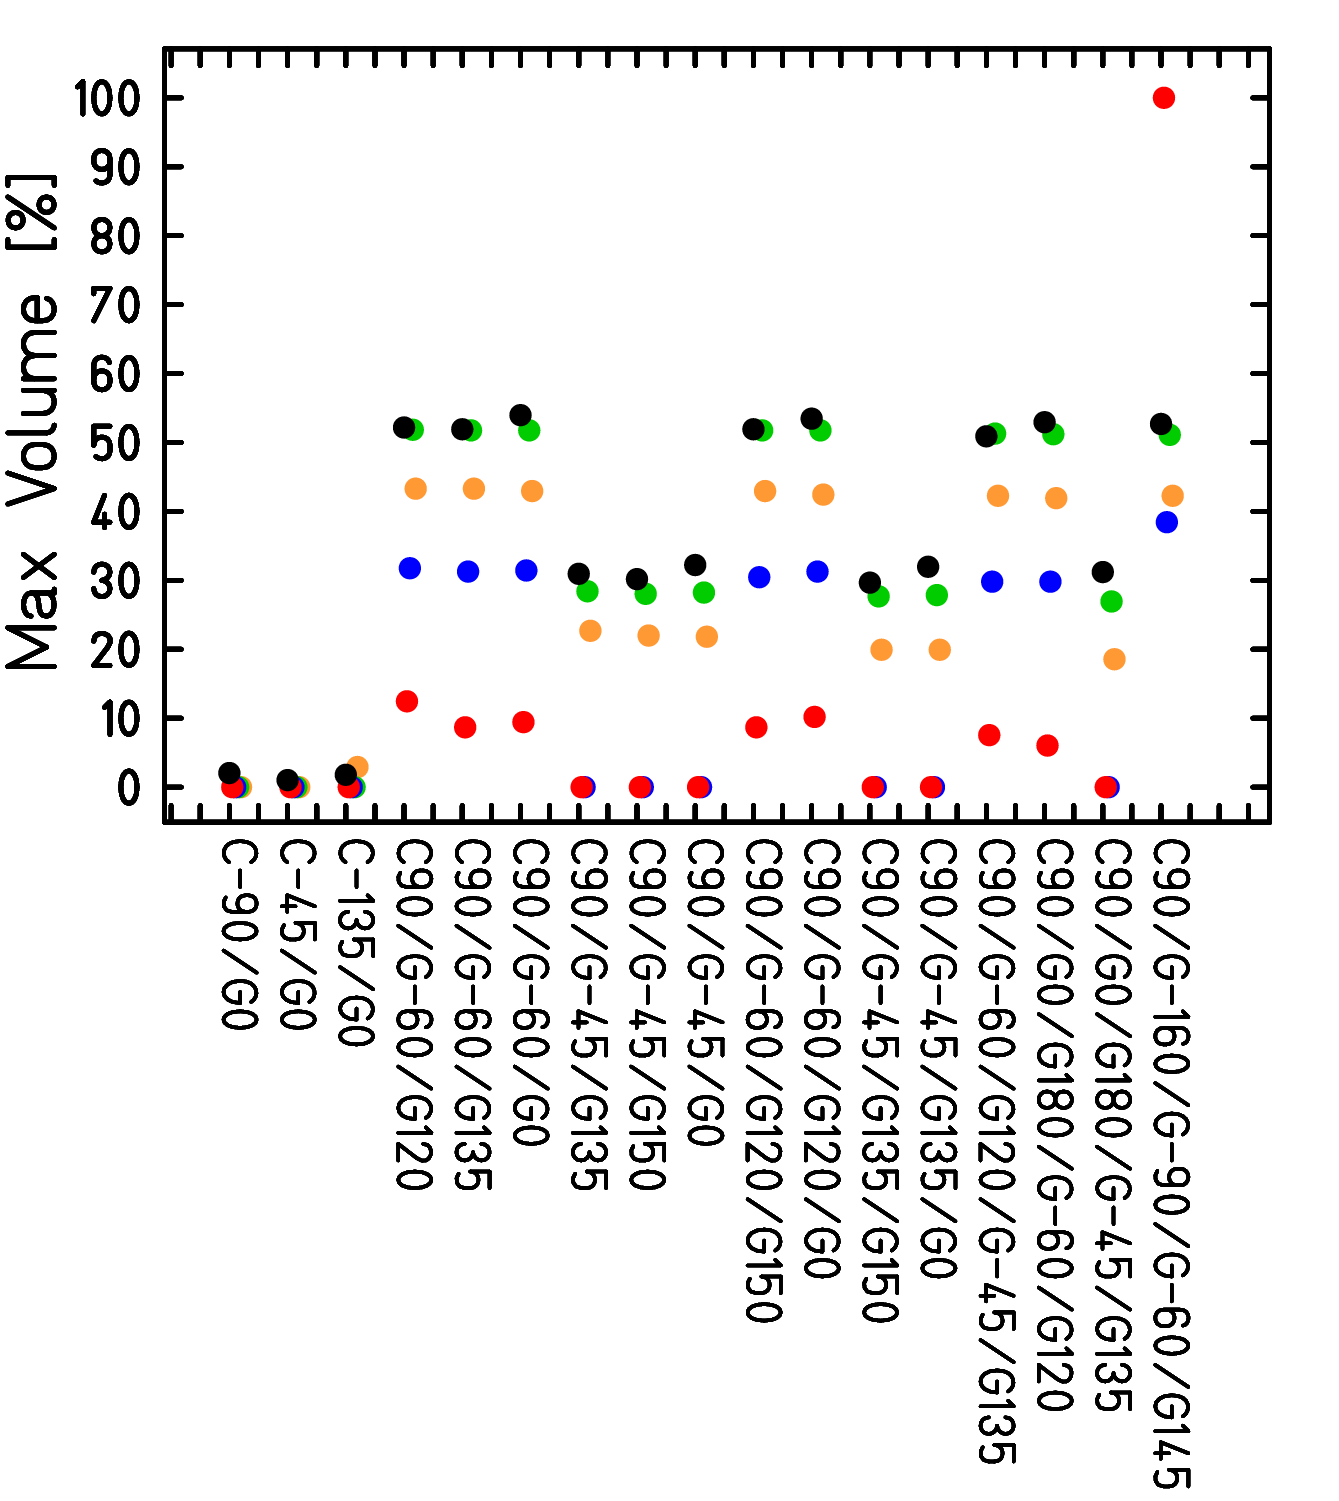 Max Volume [%]
100
90
80
70
60
50
40
30
20
10
0
C-90/G0
C-45/G0
C-135/G0
C90/G-60/G120
C90/G-60/G135
C90/G-60/G0
C90/G-45/G135
C90/G-45/G150
C90/G-45/G0
C90/G-60/G120/G150
C90/G-60/G120/G0
C90/G-45/G135/G150
C90/G-45/G135/G0
C90/G-60/G120/G-45/G135
C90/G0/G180/G-60/G120
C90/G0/G180/G-45/G135
C90/G-160/G-90/G-60/G145